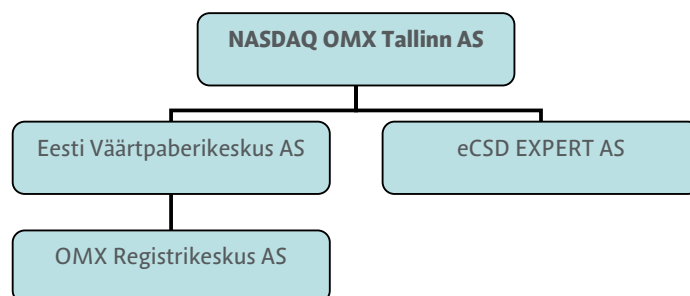 NASDAQ OMX Tallinn AS
Eesti Väärtpaberikeskus AS
eCSD EXPERT AS
OMX Registrikeskus AS